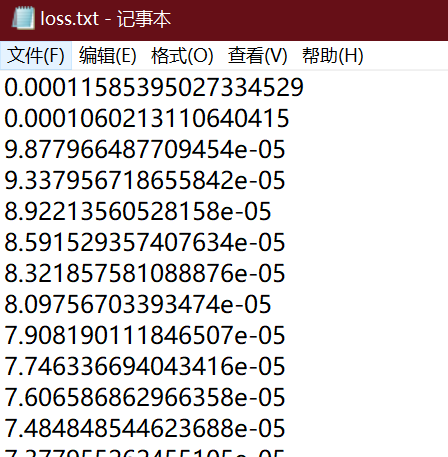 loss.txt - 记事本
文件(F) 编辑(E) 格式(O) 查看(V) 帮助(H)
0.00011585395027334529
0.0001060213110640415
9.877966487709454e-05
9.337956718655842e-05
8.92213560528158e-05
8.591529357407634e-05
8.321857581088876e-05
8.09756703393474e-05
7.908190111846507e-05
7.746336694043416e-05
7.606586862966358e-05
7.484848544623688e-05